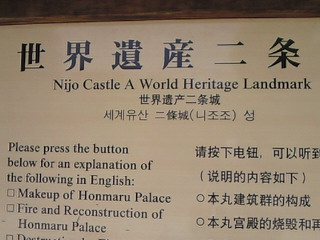 世界遺産二条
Nijo Castle A World Heritage Landmark
世界遗产二条城
세계유산 二條城(니조조) 성
Please press the button
below for an explanation of
the following in English:
□ Makeup of Honmaru Palace
□ Fire and Reconstruction of
Honmaru Palace
请按下电钮，可以听到
（说明的内容如下）
○本丸建筑群的构成
○本丸宫殿的烧毁和再